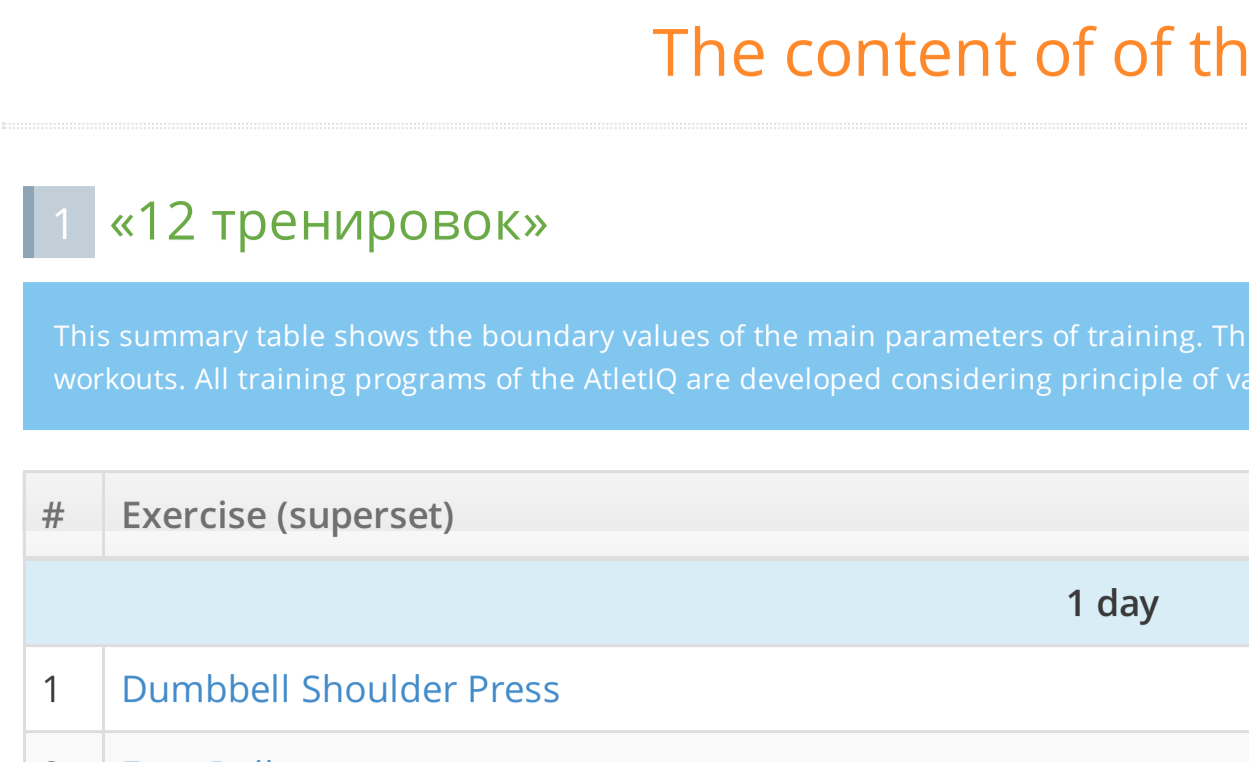 The content of of th
1 «12 тренировок»
This summary table shows the boundary values of the main parameters of training. Th
workouts. All training programs of the AtletIQ are developed considering principle of va
# Exercise (superset)
1 day
1 Dumbbell Shoulder Press